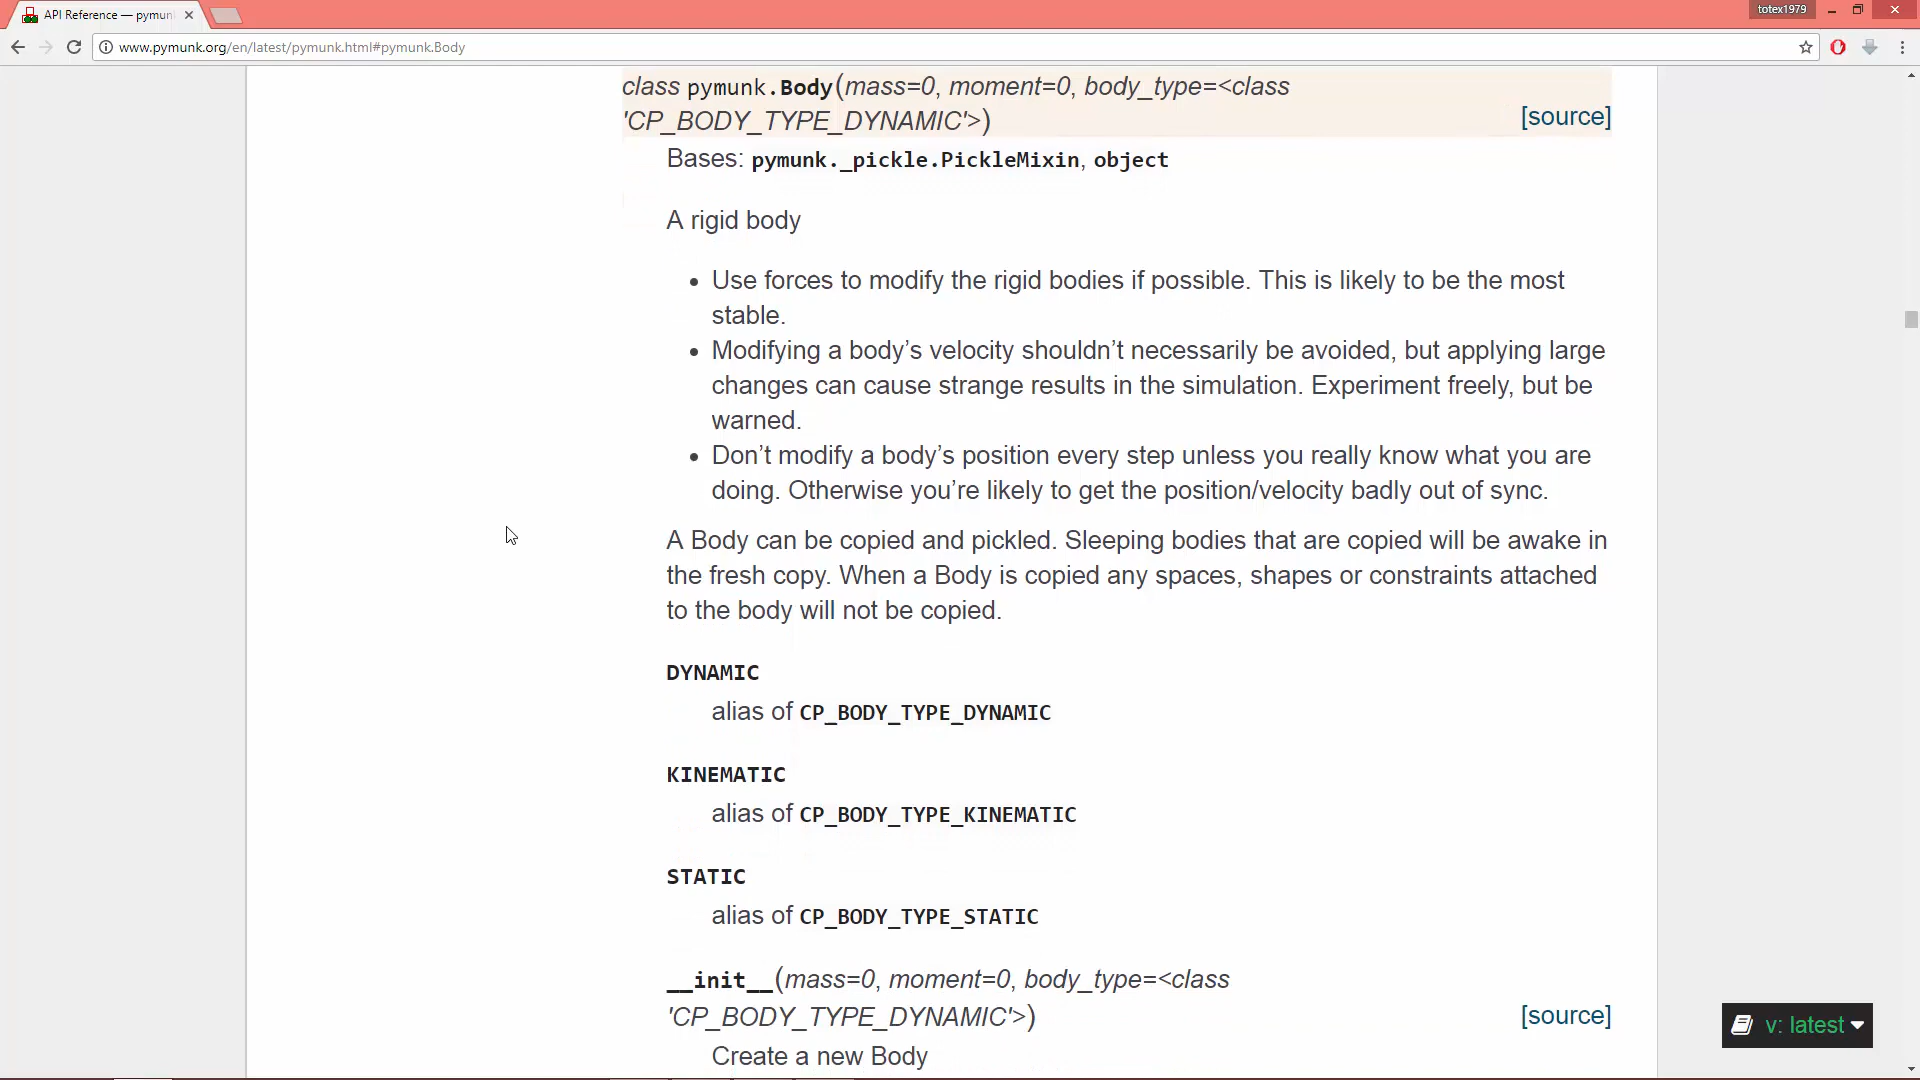 API Reference — pymun
totex1979
www.pymunk.org/en/latest/pymunk.html#pymunk.Body
class pymunk.Body(mass=0, moment=0, body_type=<class
'CP_BODY_TYPE_DYNAMIC'>)
[source]
Bases: pymunk._pickle.PickleMixin, object
A rigid body
• Use forces to modify the rigid bodies if possible. This is likely to be the most
stable.
• Modifying a body’s velocity shouldn’t necessarily be avoided, but applying large
changes can cause strange results in the simulation. Experiment freely, but be
warned.
• Don’t modify a body’s position every step unless you really know what you are
doing. Otherwise you’re likely to get the position/velocity badly out of sync.
A Body can be copied and pickled. Sleeping bodies that are copied will be awake in
the fresh copy. When a Body is copied any spaces, shapes or constraints attached
to the body will not be copied.
DYNAMIC
alias of CP_BODY_TYPE_DYNAMIC
KINEMATIC
alias of CP_BODY_TYPE_KINEMATIC
STATIC
alias of CP_BODY_TYPE_STATIC
__init__(mass=0, moment=0, body_type=<class
'CP_BODY_TYPE_DYNAMIC'>)
[source]
Create a new Body
v: latest